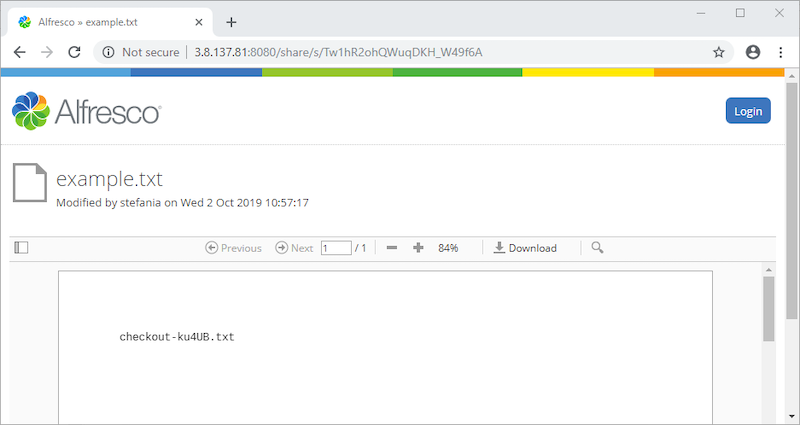 Alfresco » example.txt
Not secure 3.8.137.81:8080/share/s/Tw1hR2ohQWuqDKH_W49f6A
Alfresco
Login
example.txt
Modified by stefania on Wed 2 Oct 2019 10:57:17
Previous Next 1 / 1 84% Download
checkout-ku4UB.txt